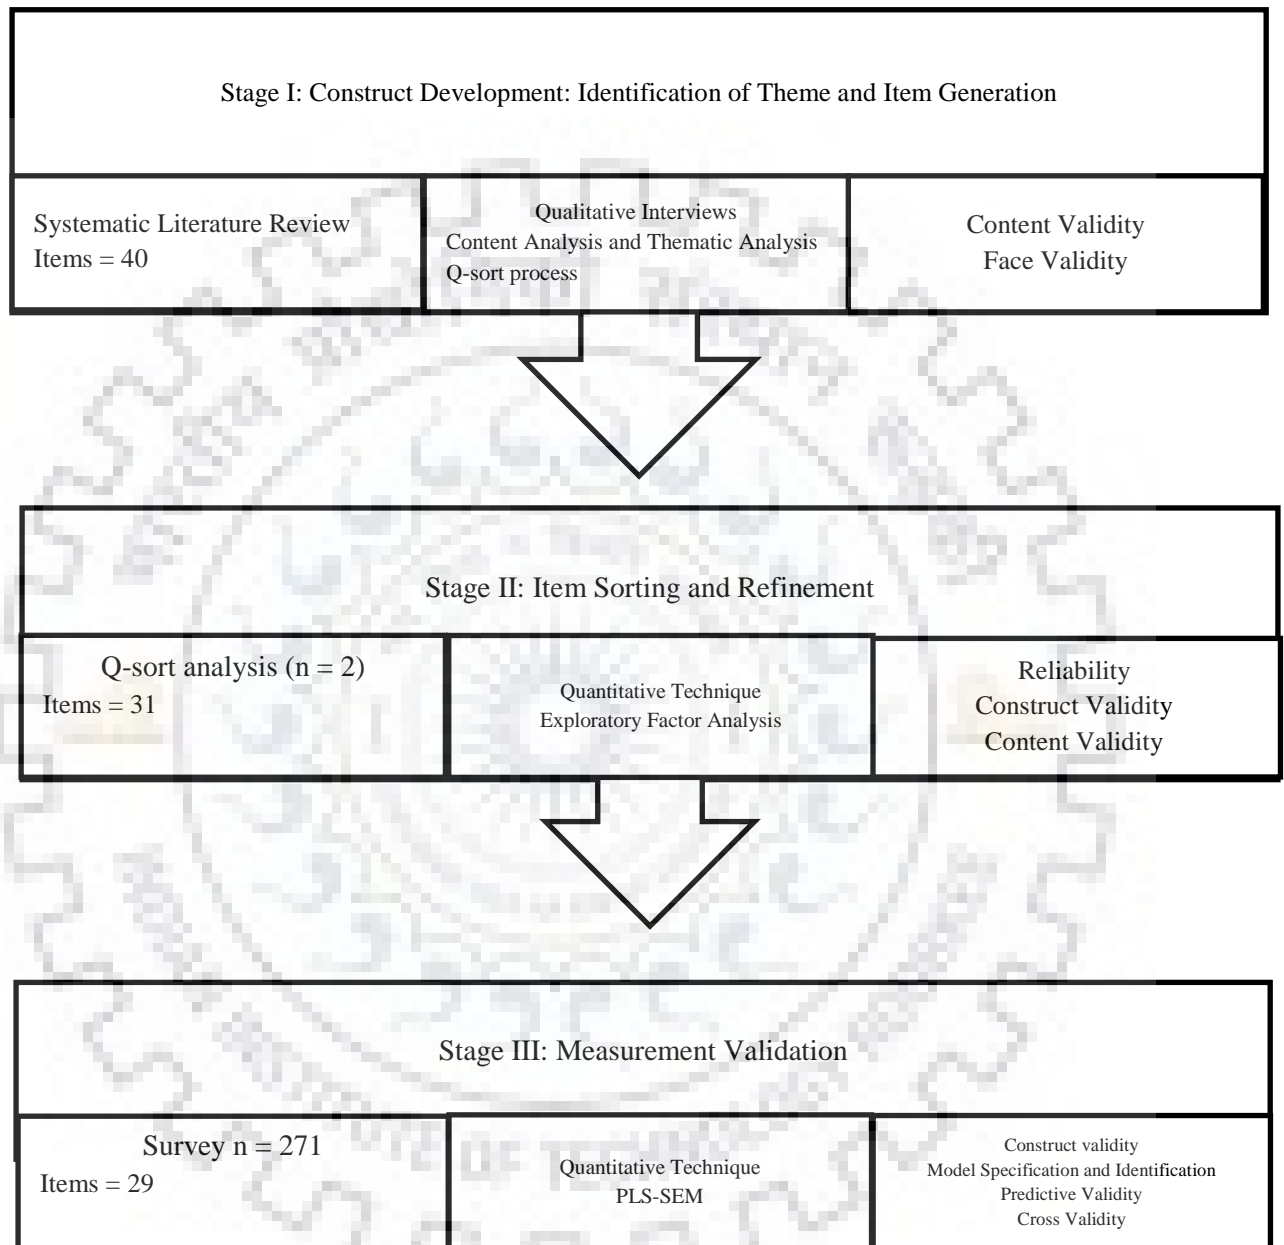 Stage I: Construct Development: Identification of Theme and Item Generation
Systematic Literature Review
Items = 40
Qualitative Interviews
Content Analysis and Thematic Analysis
Q-sort process
Content Validity
Face Validity
Stage II: Item Sorting and Refinement
Q-sort analysis (n = 2)
Items = 31
Quantitative Technique
Exploratory Factor Analysis
Reliability
Construct Validity
Content Validity
Stage III: Measurement Validation
Survey n = 271
Items = 29
Quantitative Technique
PLS-SEM
Construct validity
Model Specification and Identification
Predictive Validity
Cross Validity